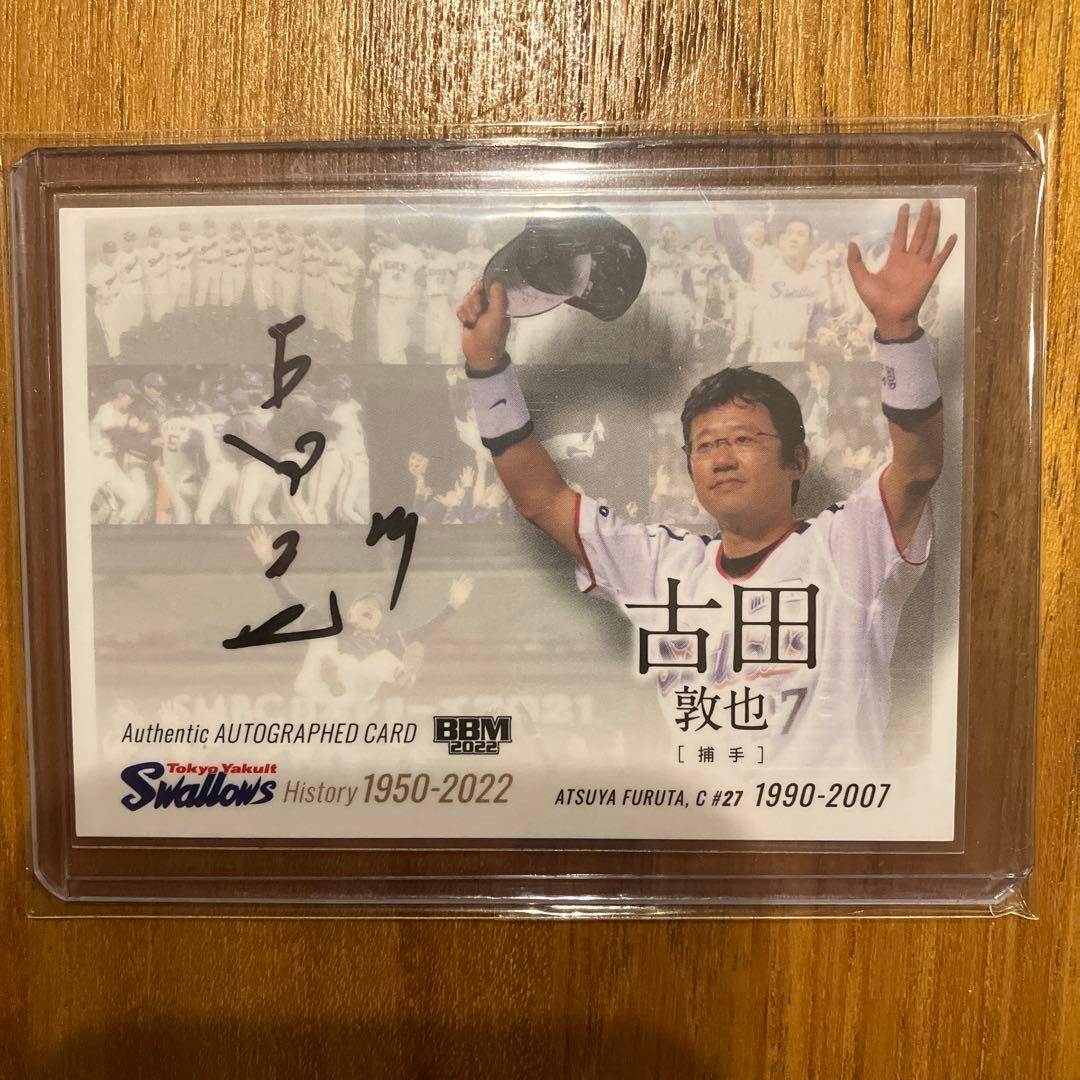 古田
敦也
[捕手]
Authentic AUTOGRAPHED CARD BBM 2022
Tokyo Yakult
Swallows History 1950-2022
ATSUYA FURUTA, C #27 1990-2007